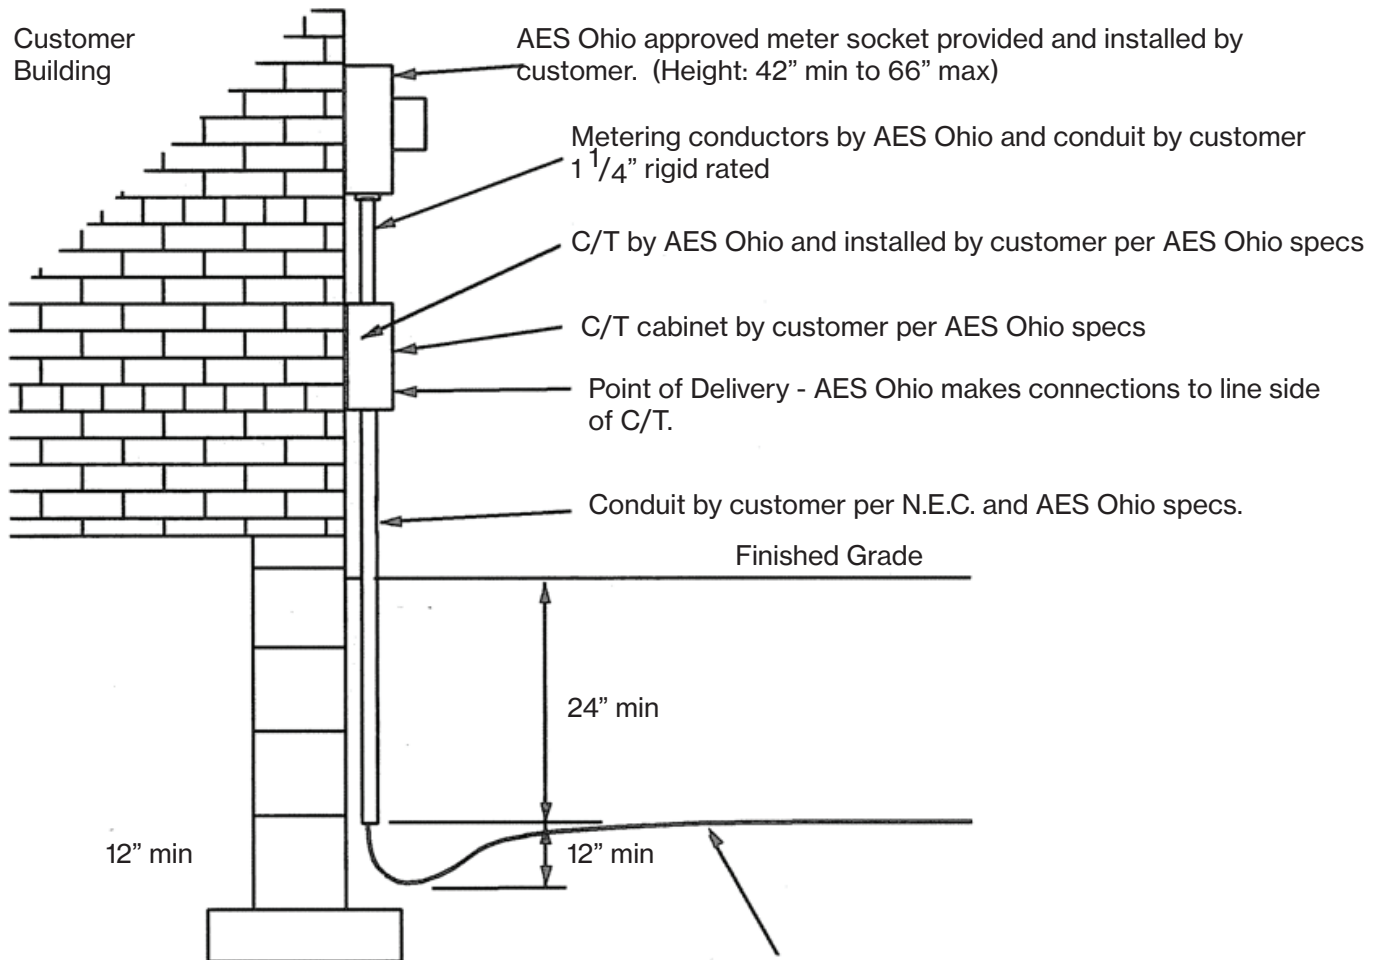 Customer
Building
AES Ohio approved meter socket provided and installed by
customer. (Height: 42” min to 66” max)
Metering conductors by AES Ohio and conduit by customer
1 1/4” rigid rated
C/T by AES Ohio and installed by customer per AES Ohio specs
C/T cabinet by customer per AES Ohio specs
Point of Delivery - AES Ohio makes connections to line side
of C/T.
Conduit by customer per N.E.C. and AES Ohio specs.
Finished Grade
24” min
12” min
12” min